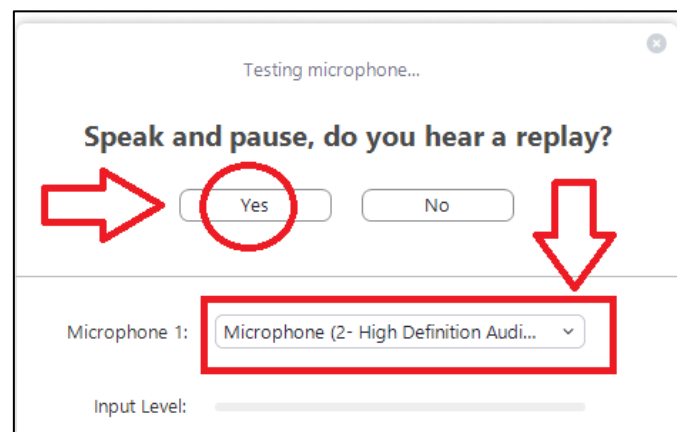 Testing microphone...
Speak and pause, do you hear a replay?
Yes No
Microphone 1: Microphone (2- High Definition Audi...
Input Level: